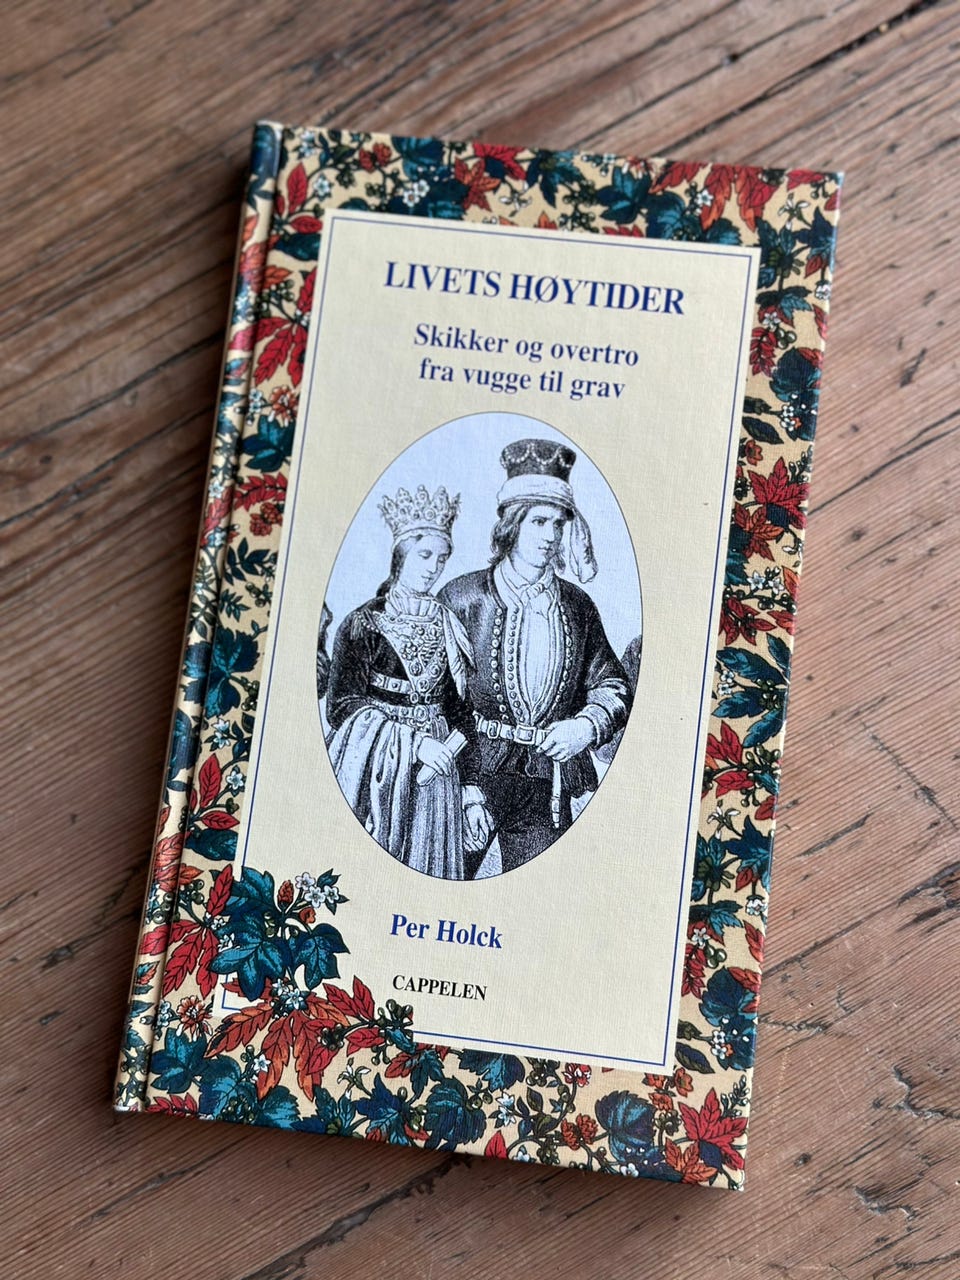 LIVETS HØYTIDER
Skikker og overtro
fra vugge til grav
Per Holck
CAPPELEN